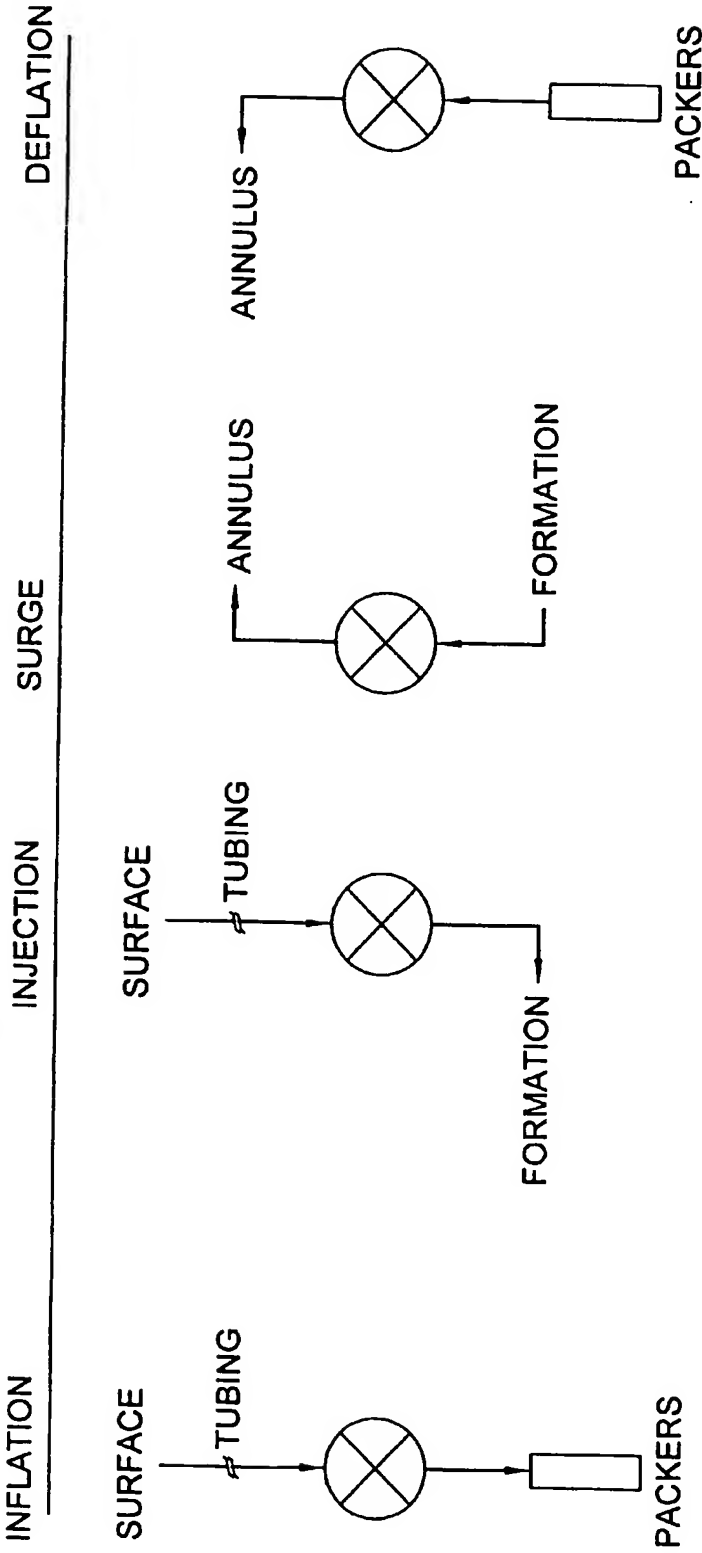 INFLATION
INJECTION
SURGE
DEFLATION
SURFACE
TUBING
PACKERS
SURFACE
TUBING
FORMATION
ANNULUS
FORMATION
ANNULUS
PACKERS